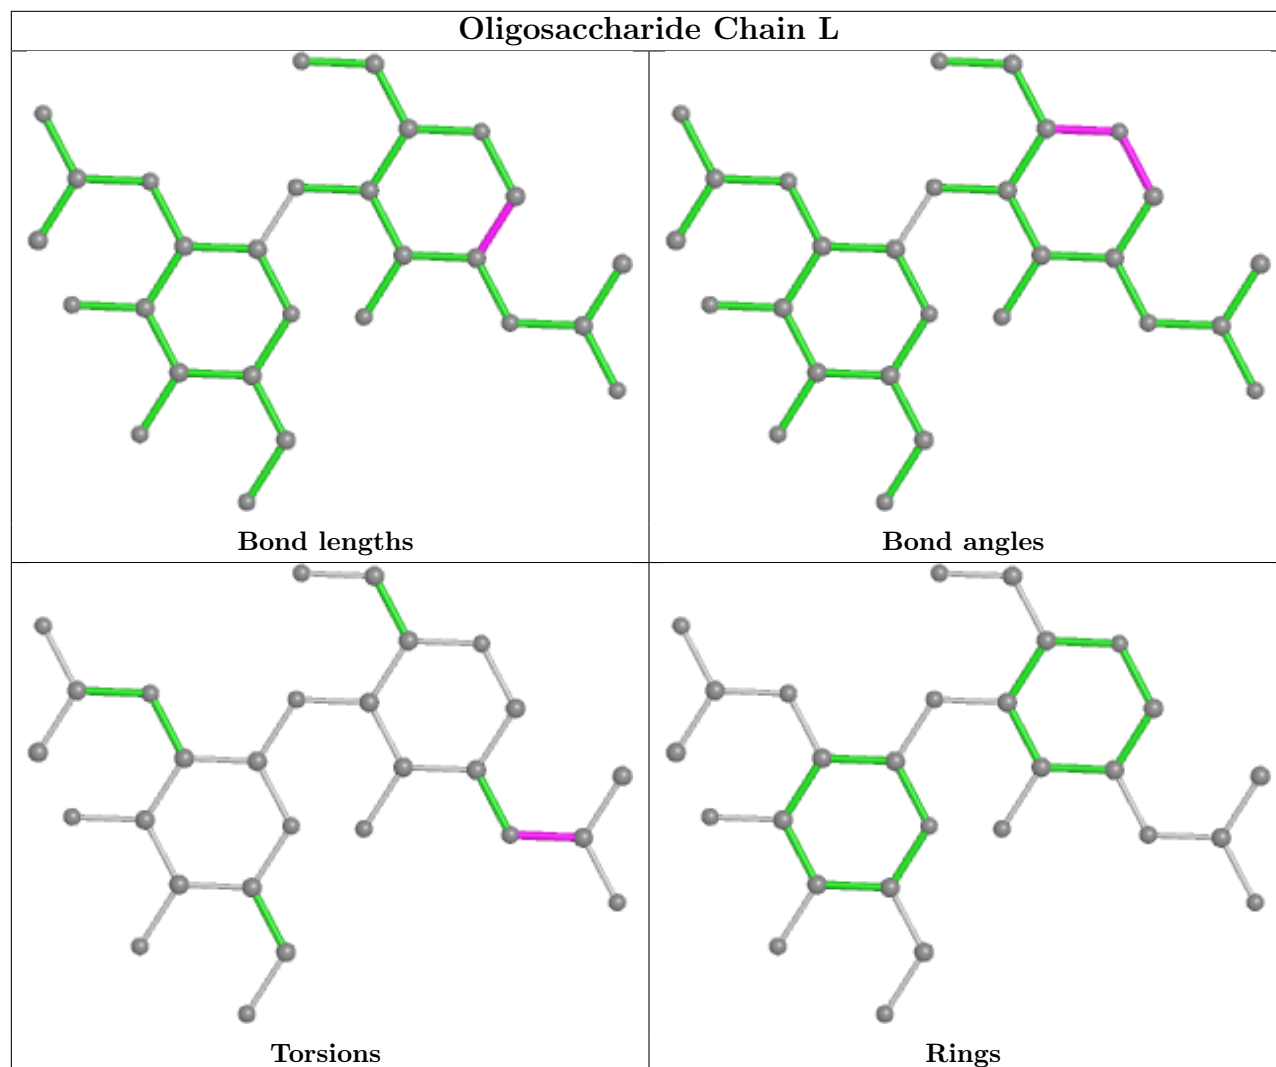 Oligosaccharide Chain L
Bond lengths
Bond angles
Torsions
Rings